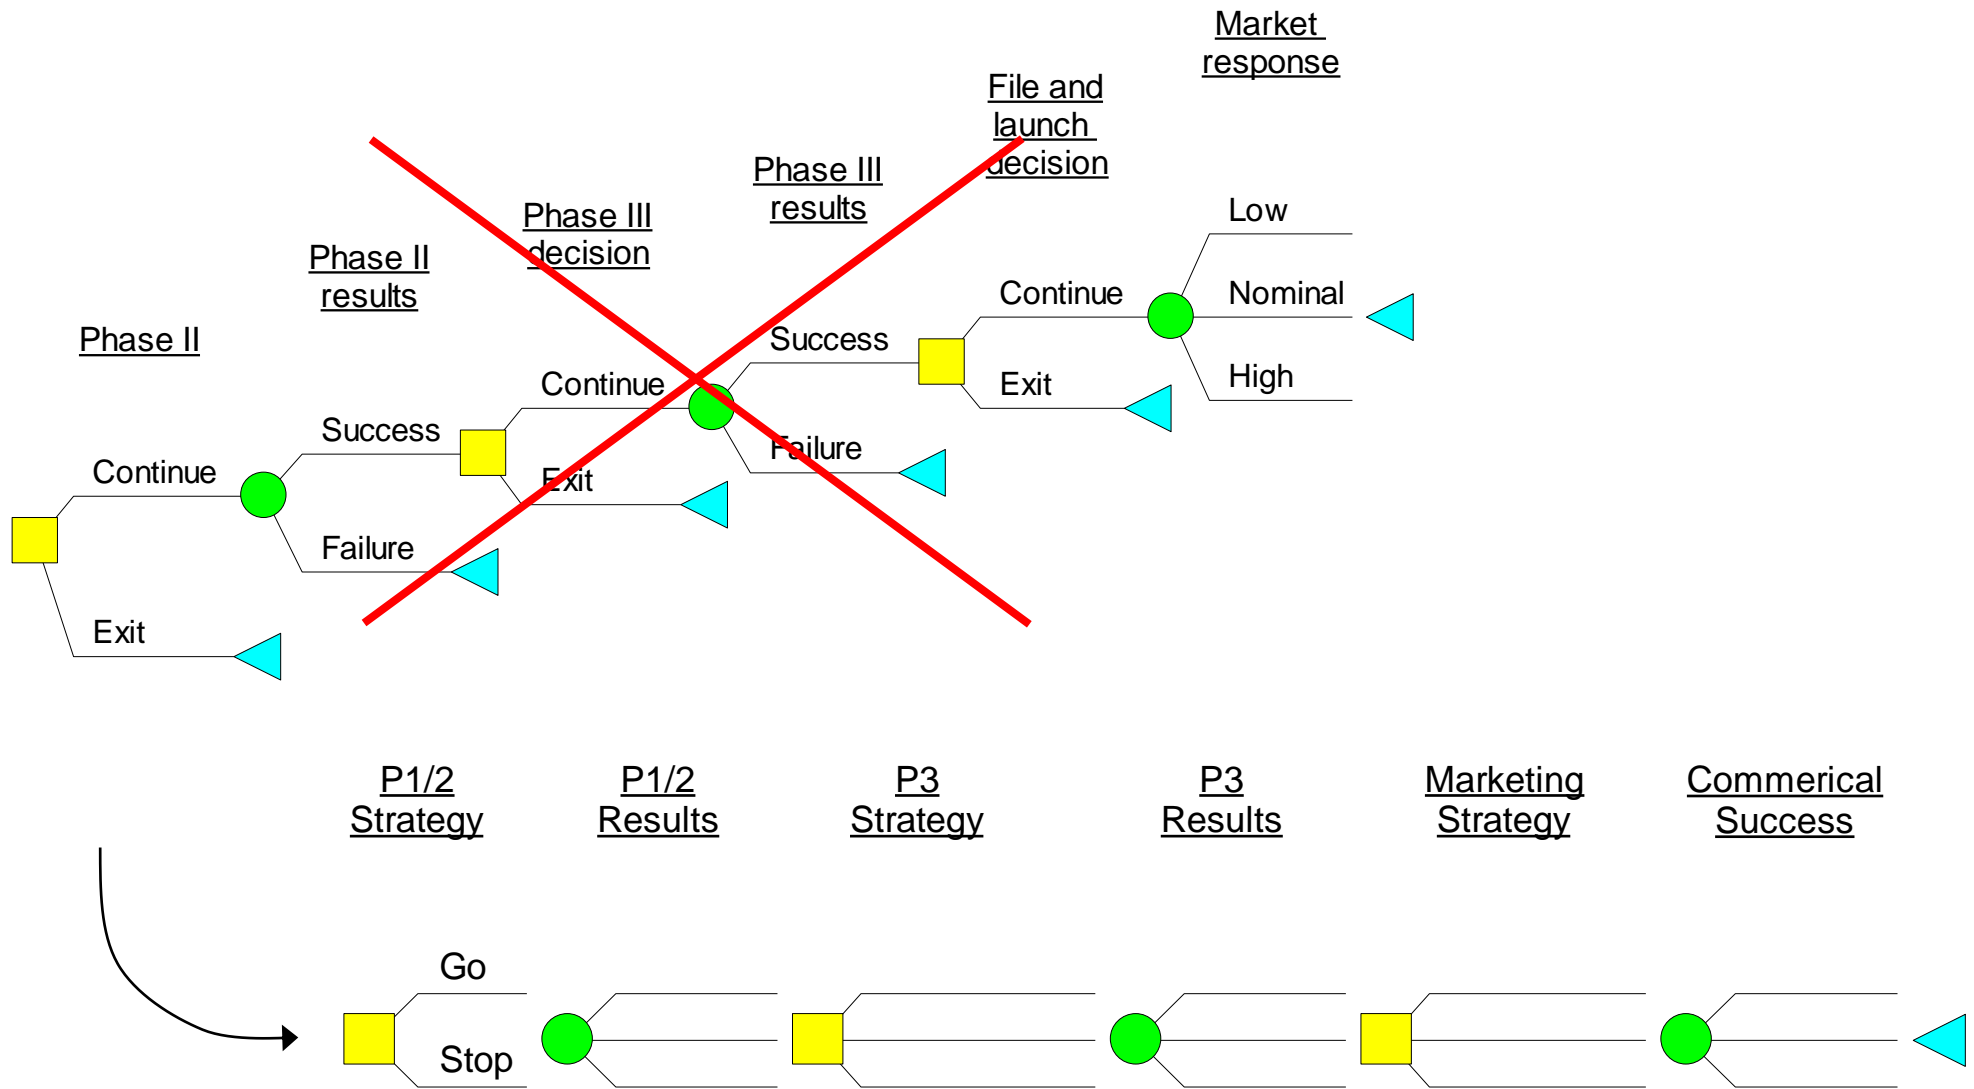 Market
response
File and
launch
decision
Phase III
results
Phase III
decision
Phase II
results
Phase II
Low
Nominal
High
Continue
Exit
Success
Failure
Continue
Exit
Success
Failure
Continue
Exit
P1/2
Strategy
P1/2
Results
P3
Strategy
P3
Results
Marketing
Strategy
Commerical
Success
Go
Stop